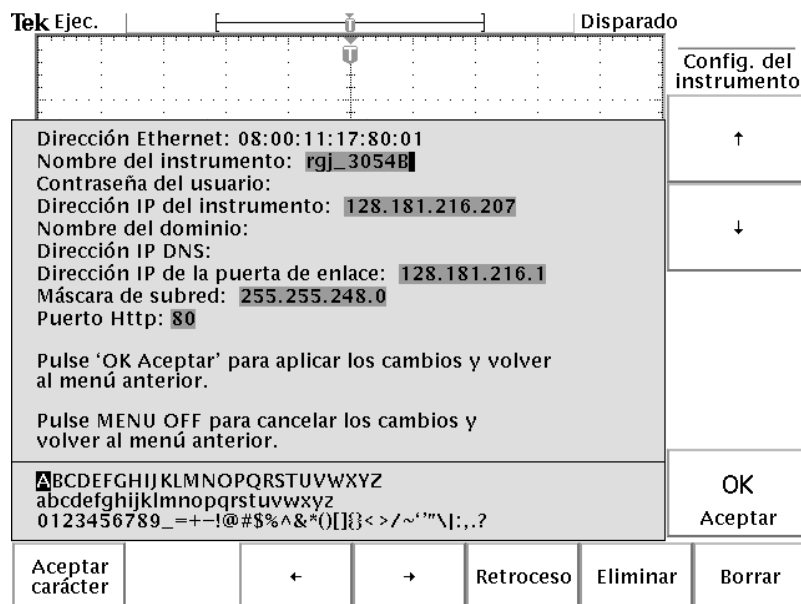 Tek Ejec.
Disparado
T
T
Config. del
instrumento
Dirección Ethernet: 08:00:11:17:80:01
Nombre del instrumento: rgj_3054B
Contraseña del usuario:
Dirección IP del instrumento: 128.181.216.207
Nombre del dominio:
Dirección IP DNS:
Dirección IP de la puerta de enlace: 128.181.216.1
Máscara de subred: 255.255.248.0
Puerto Http: 80
Pulse ‘OK Aceptar’ para aplicar los cambios y volver
al menú anterior.
Pulse MENU OFF para cancelar los cambios y
volver al menú anterior.
ABCDEFGHIJKLMNOPQRSTUVWXYZ
abcdefghijklmnopqrstuvwxyz
0123456789_=+−!@#$%^&*()[]{}<>/~‘’”\|:,.?
↑
↓
OK
Aceptar
Aceptar
carácter
←
→
Retroceso
Eliminar
Borrar